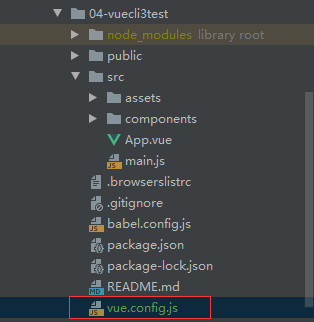 04-vuecli3test
node_modules library root
public
src
assets
components
App.vue
main.js
.browserslistrc
.gitignore
babel.config.js
package.json
package-lock.json
README.md
vue.config.js